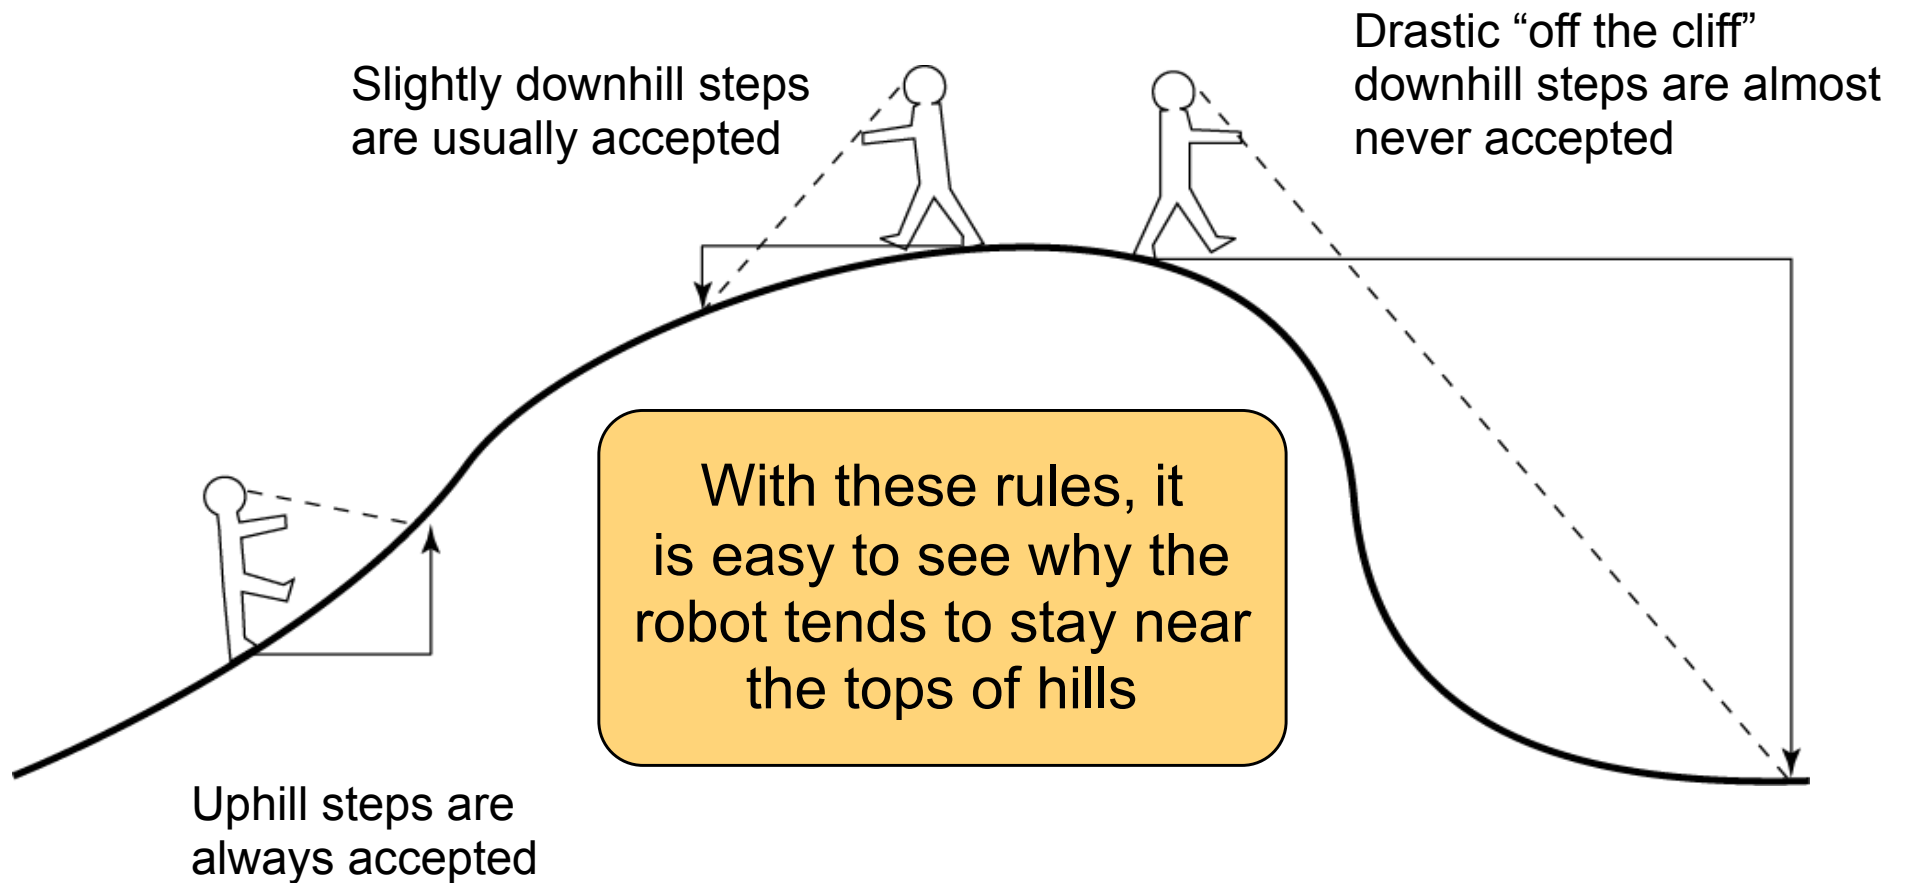 Slightly downhill steps
are usually accepted
Drastic “off the cliff”
downhill steps are almost
never accepted
With these rules, it
is easy to see why the
robot tends to stay near
the tops of hills
Uphill steps are
always accepted